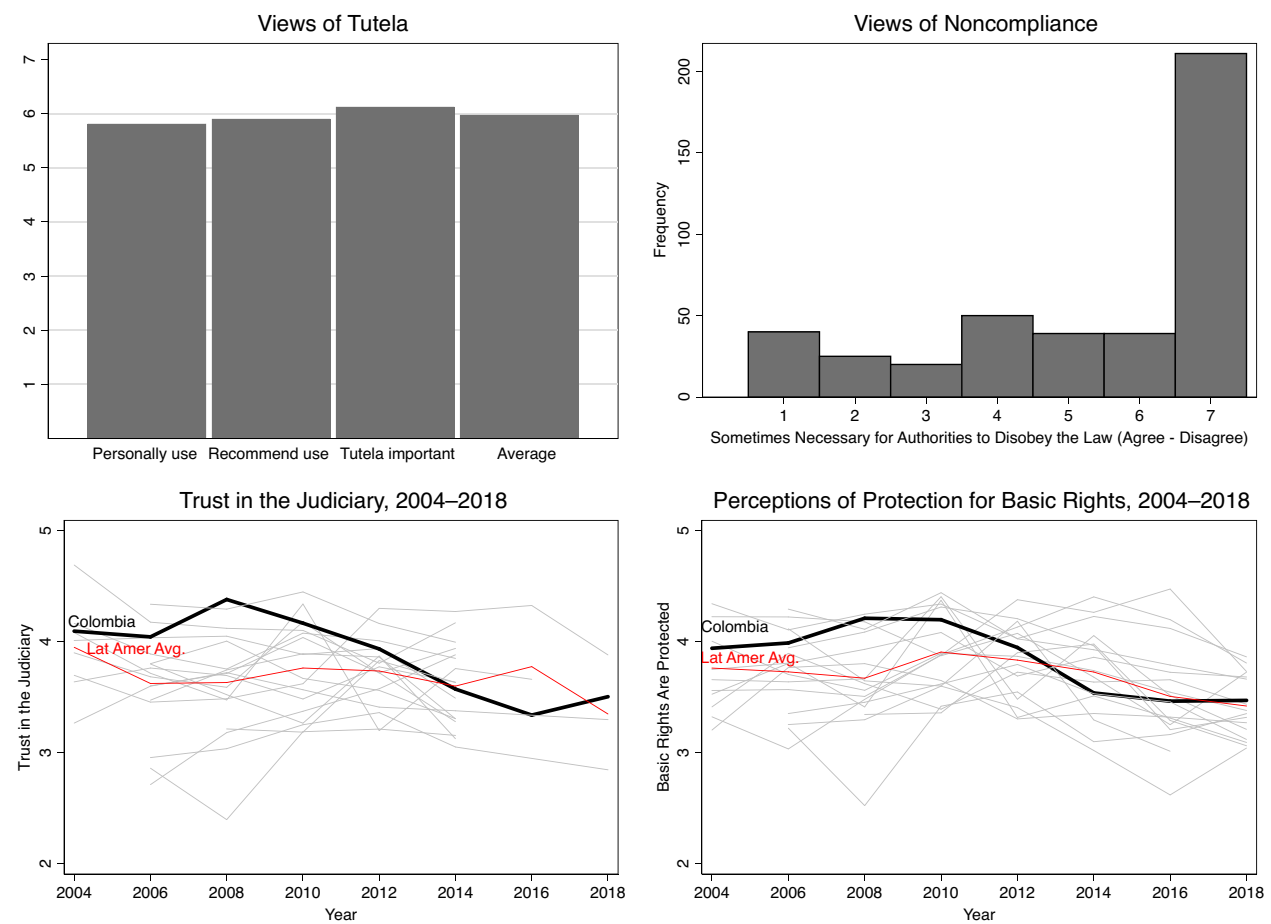 Views of Tutela
7
6
5
4
3
2
1
Personally use Recommend use Tutela important Average
Views of Noncompliance
Frequency
200
150
100
50
0
1 2 3 4 5 6 7
Sometimes Necessary for Authorities to Disobey the Law (Agree - Disagree)
Trust in the Judiciary, 2004–2018
Trust in the Judiciary
5
4
3
2
Colombia
Lat Amer Avg.
2004 2006 2008 2010 2012 2014 2016 2018
Year
Perceptions of Protection for Basic Rights, 2004–2018
Basic Rights Are Protected
5
4
3
2
Colombia
Lat Amer Avg.
2004 2006 2008 2010 2012 2014 2016 2018
Year